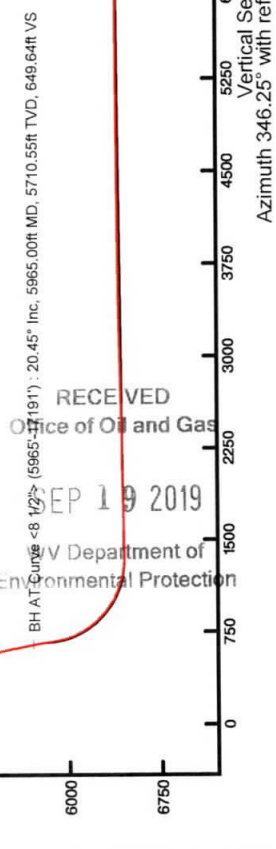 BH AT Curve <8 1/2"> (5965'-17191') : 20.45° Inc, 5965.00ft MD, 5710.55ft TVD, 649.64ft VS
RECEIVED
Office of Oil and Gas
SEP 19 2019
WV Department of
Environmental Protection
6000
6750
0
750
1500
2250
3000
3750
4500
5250
Vertical Se
Azimuth 346.25° with ref